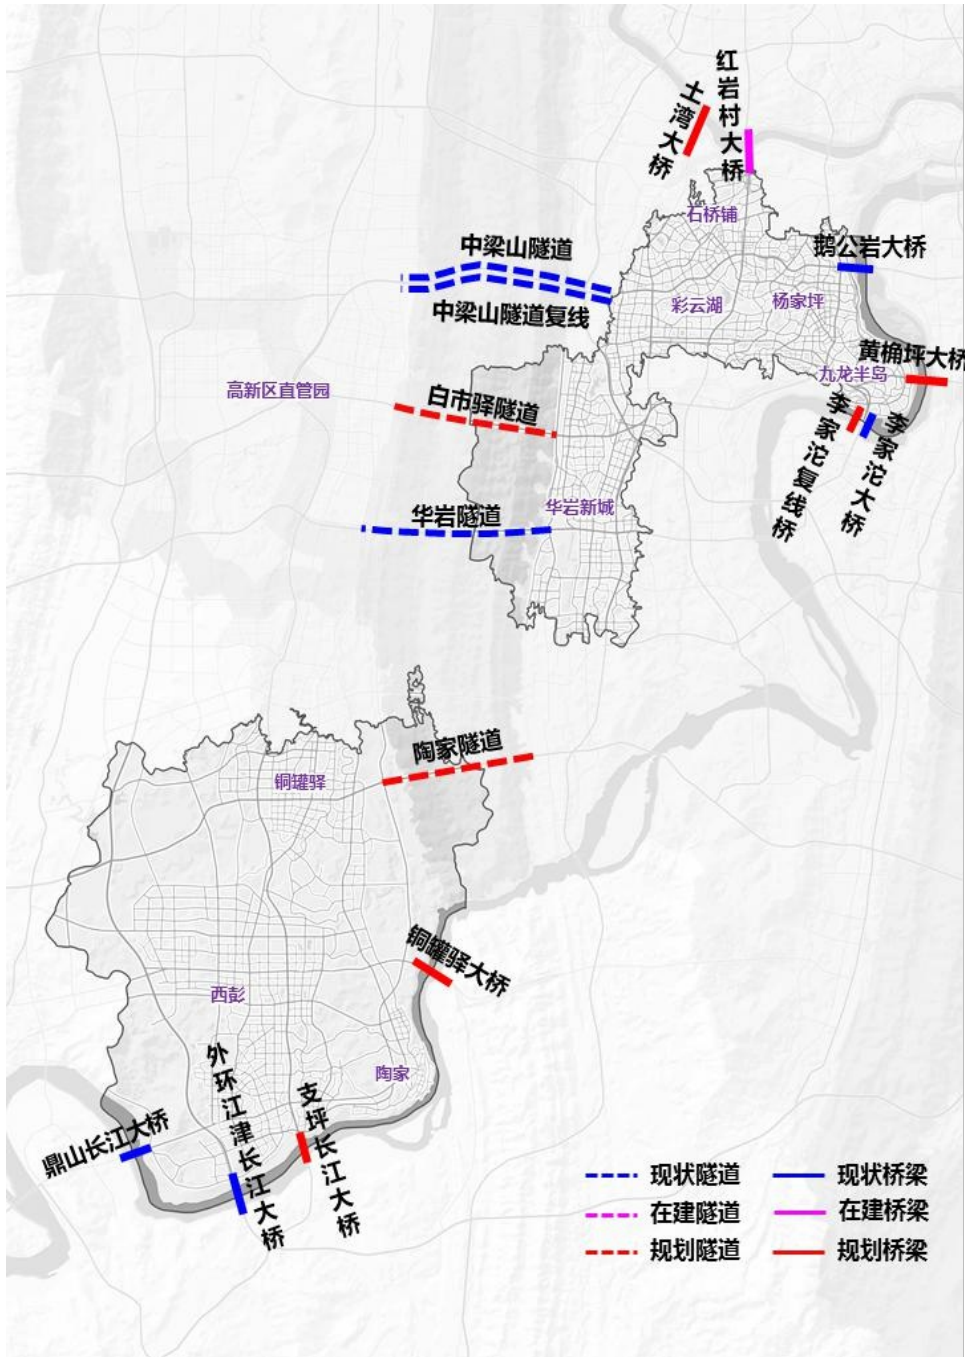 红岩村大桥
土湾大桥
石桥铺
中梁山隧道
鹅公岩大桥
中梁山隧道复线
彩云湖
杨家坪
黄桷坪大桥
九龙半岛
高新区直管园
白市驿隧道
李家沱复线桥
李家沱大桥
华岩隧道
华岩新城
陶家隧道
铜罐驿
铜罐驿大桥
西彭
陶家
外环江津长江大桥
支坪长江大桥
鼎山长江大桥
现状隧道
现状桥梁
在建隧道
在建桥梁
规划隧道
规划桥梁